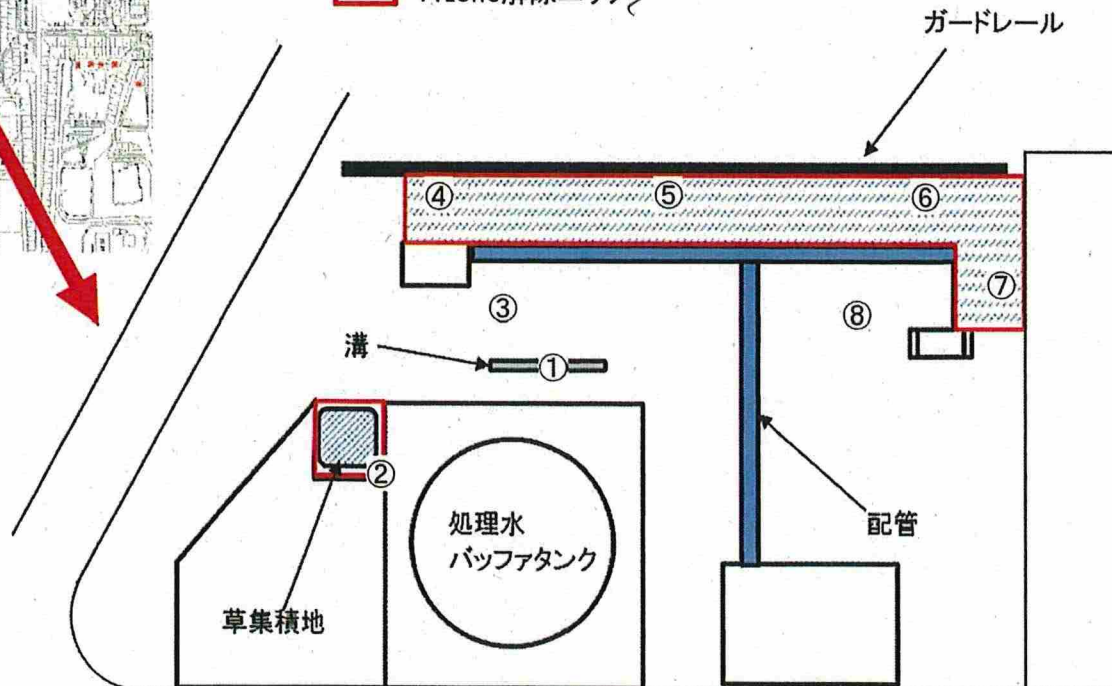 ガードレール
④
⑤
⑥
⑦
③
⑧
溝
①
②
処理水
バッファタンク
配管
草集積地